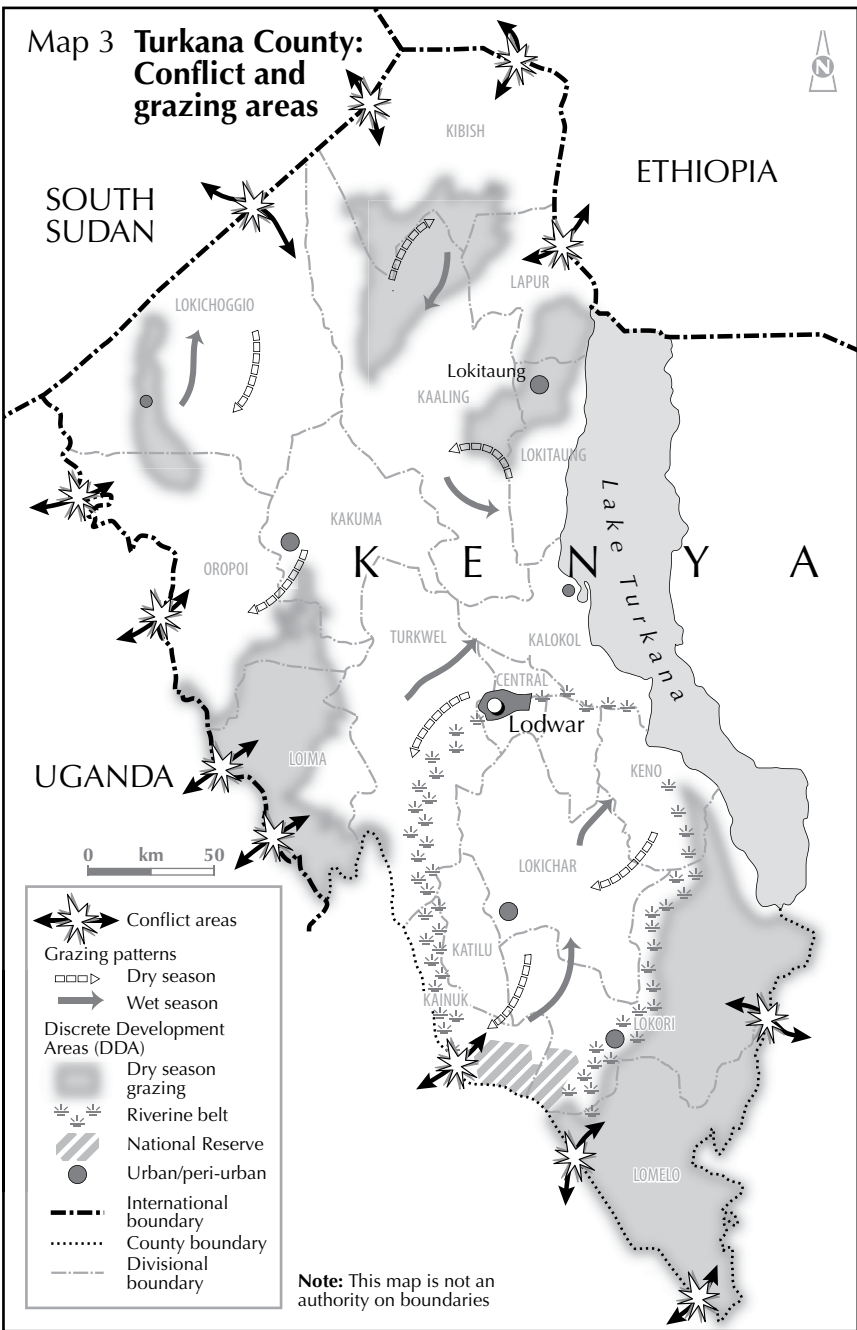 Map 3 Turkana County:
Conflict and
grazing areas
N
KIBISH
ETHIOPIA
SOUTH
SUDAN
LAPUR
LOKICHOGGIO
Lokitaung
KAALING
LOKITAUNG
Lake Turkana
KAKUMA
OROPOI
KENYA
TURKWEL
KALOKOL
CENTRAL
Lodwar
LOIMA
UGANDA
KENO
0 km 50
LOKICHAR
KATILU
KAINUK
LOKORI
LOMELO
Conflict areas
Grazing patterns
Dry season
Wet season
Discrete Development
Areas (DDA)
Dry season
grazing
Riverine belt
National Reserve
Urban/peri-urban
International
boundary
County boundary
Divisional
boundary
Note: This map is not an
authority on boundaries